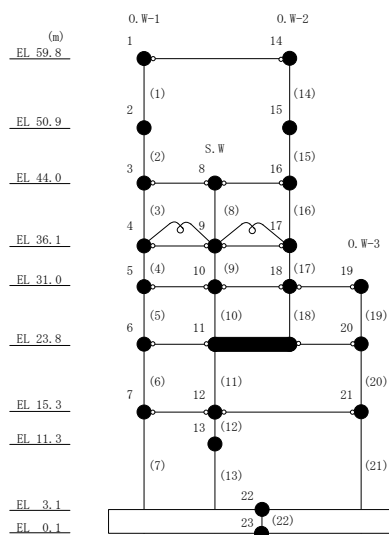 O.W-1 O.W-2
(m)
1 14
EL 59.8
(1) (14)
2 15
EL 50.9
(2) S.W (15)
3 8 16
EL 44.0
(3) (8) (16)
4 9 17
EL 36.1 O.W-3
(4) (9) (17)
5 10 18 19
EL 31.0
(5) (10) (18) (19)
6 11 20
EL 23.8
(6) (11) (20)
7 12 21
EL 15.3
13 (12)
EL 11.3
(7) (13) (21)
22
EL 3.1
23 (22)
EL 0.1